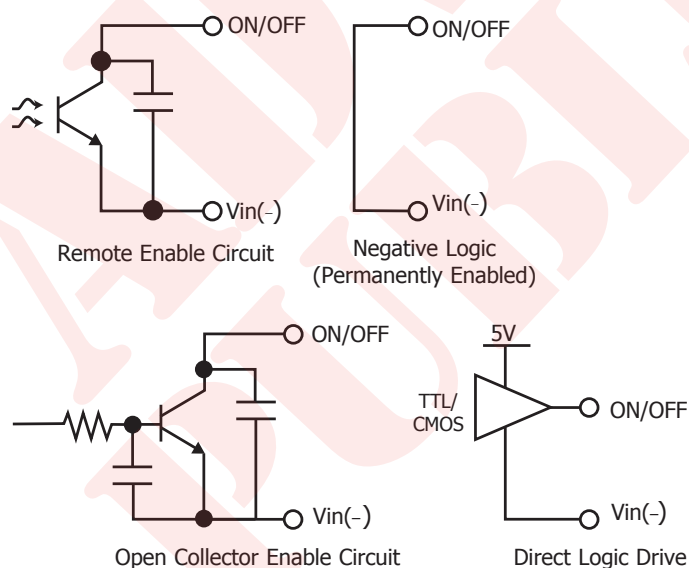 ON/OFF
Vin(-)
Remote Enable Circuit
ON/OFF
Vin(-)
Negative Logic
(Permanently Enabled)
ON/OFF
Vin(-)
Open Collector Enable Circuit
5V
TTL/
CMOS
ON/OFF
Vin(-)
Direct Logic Drive